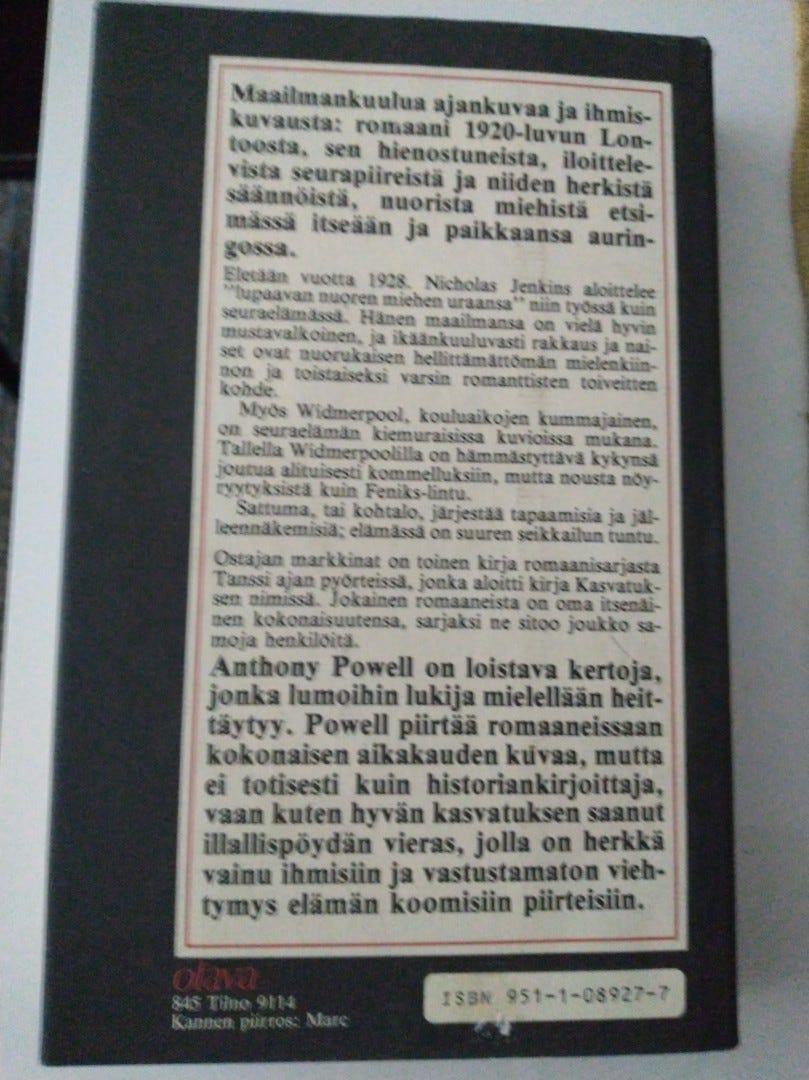 Maailmankuulua ajankuvaa ja ihmis-
kuvausta: romaani 1920-luvun Lon-
toosta, sen hienostuneista, iloittele-
vista seurapiireistä ja niiden herkistä
säännöistä, nuorista miehistä etsi-
mässä itseään ja paikkaansa aurin-
gossa.
Eletään vuotta 1928. Nicholas Jenkins aloittelee
"lupaavan nuoren miehen uraansa" niin työssä kuin
seuraelämässä. Hänen maailmansa on vielä hyvin
mustavalkoinen, ja ikäänkuuluvasti rakkaus ja nai-
set ovat nuorukaisen hellittämättömän mielenkiin-
non ja toistaiseksi varsin romanttisten toiveitten
kohde.
Myös Widmerpool, kouluaikojen kummajainen,
on seuraelämän kiemuraisissa kuvioissa mukana.
Tallella Widmerpoolilla on hämmästyttävä kykynsä
joutua alituisesti kommelluksiin, mutta nousta nöy-
ryytyksistä kuin Feniks-lintu.
Sattuma, tai kohtalo, järjestää tapaamisia ja jäl-
leennäkemisiä; elämässä on suuren seikkailun tuntu.
Ostajan markkinat on toinen kirja romaanisarjasta
Tanssi ajan pyörteissä, jonka aloitti kirja Kasvatuk-
sen nimissä. Jokainen romaaneista on oma itsenäi-
nen kokonaisuutensa, sarjaksi ne sitoo joukko sa-
moja henkilöitä.
Anthony Powell on loistava kertoja,
jonka lumoihin lukija mielellään heit-
täytyy. Powell piirtää romaaneissaan
kokonaisen aikakauden kuvaa, mutta
ei totisesti kuin historiankirjoittaja,
vaan kuten hyvän kasvatuksen saanut
illallispöydän vieras, jolla on herkkä
vainu ihmisiin ja vastustamaton vieh-
tymys elämän koomisiin piirteisiin.
otava
845 Tilno 9114
Kannen piirros: Marc
ISBN 951-1-08927-7